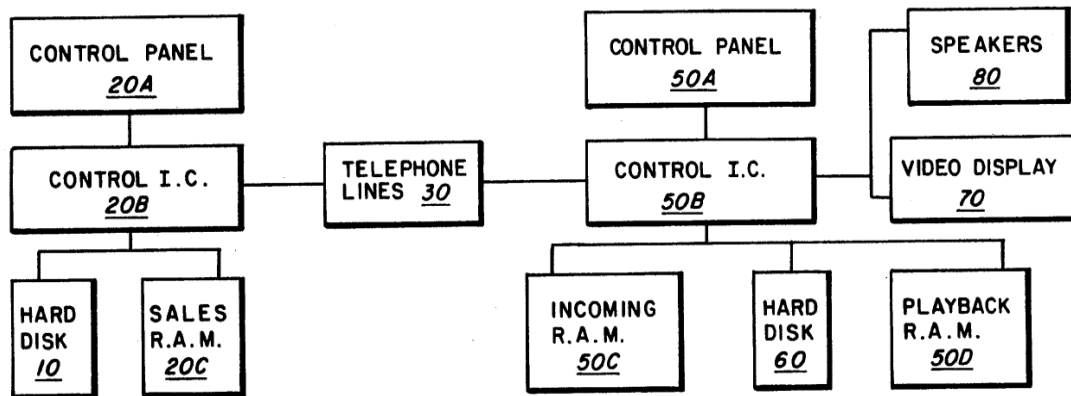 CONTROL PANEL
20A
CONTROL I.C.
20B
HARD
DISK
10
SALES
R.A.M.
20C
TELEPHONE
LINES 30
CONTROL PANEL
50A
CONTROL I.C.
50B
INCOMING
R.A.M.
50C
HARD
DISK
60
PLAYBACK
R.A.M.
50D
SPEAKERS
80
VIDEO DISPLAY
70